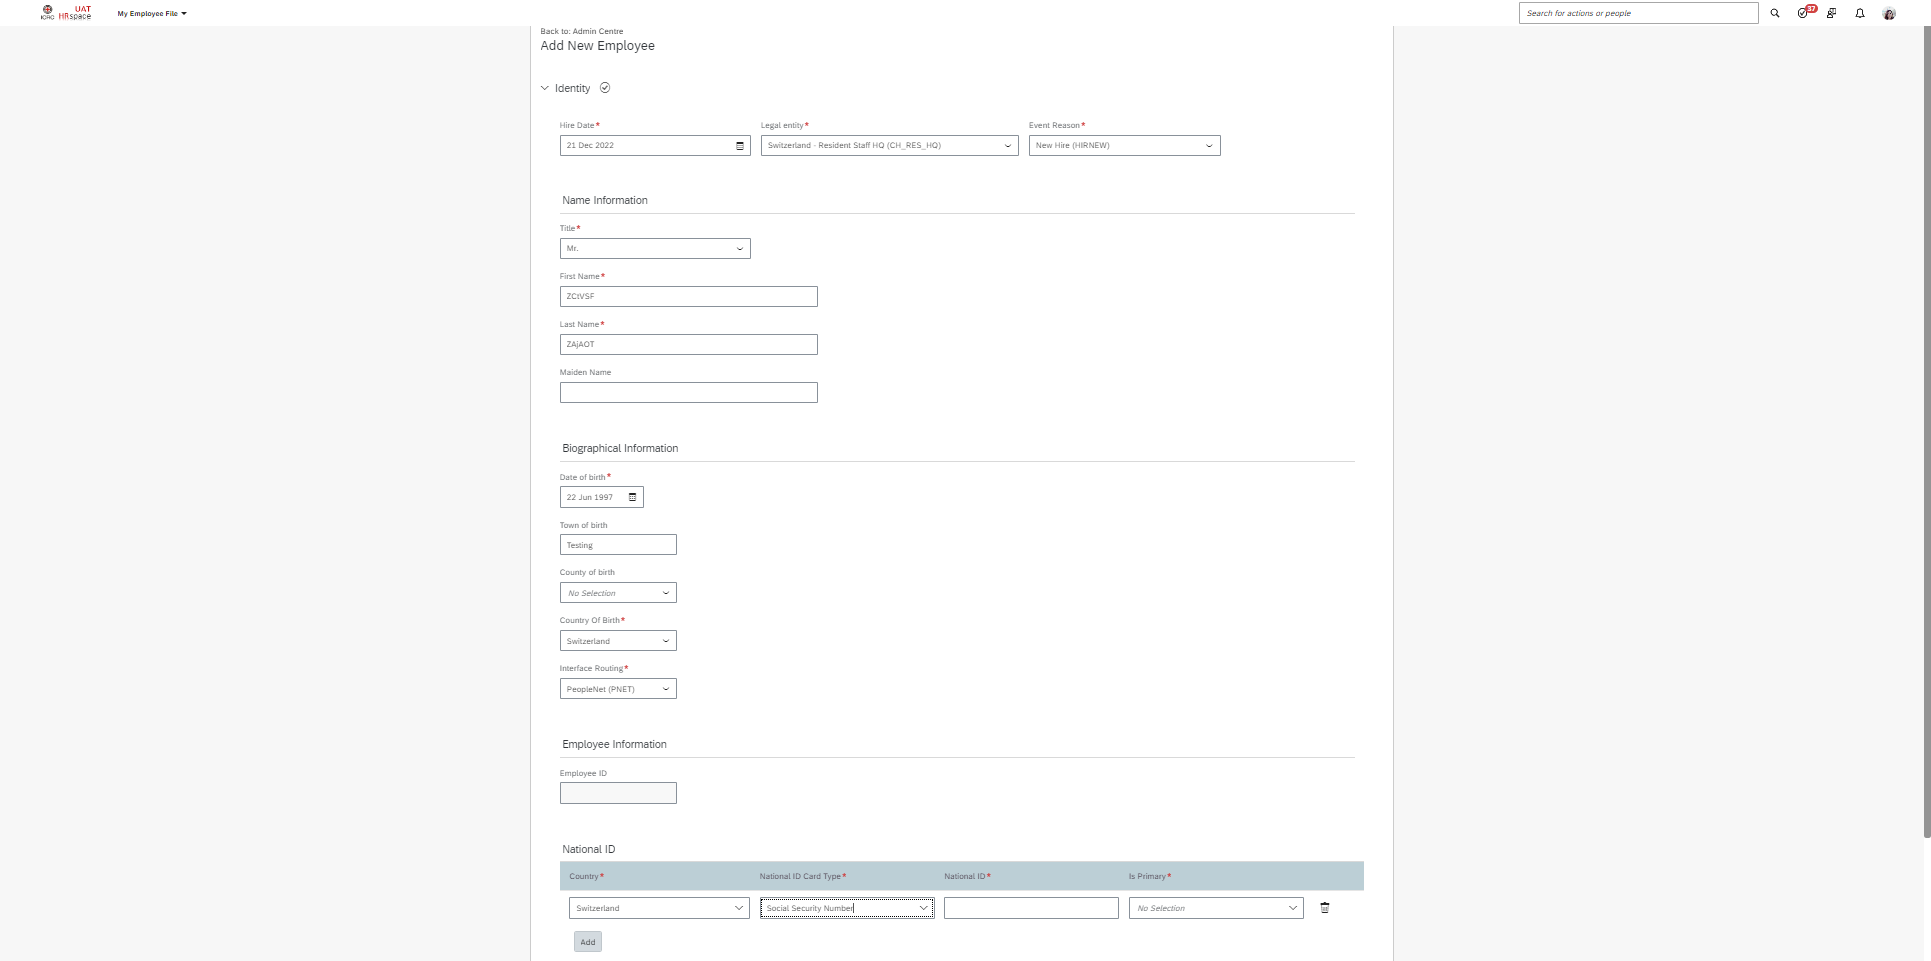 ICRC UAT HRspace My Employee File Search for actions or people 37
Back to: Admin Centre
Add New Employee
Identity
Hire Date* Legal entity* Event Reason*
21 Dec 2022 Switzerland - Resident Staff HQ (CH_RES_HQ) New Hire (HIRNEW)
Name Information
Title*
Mr.
First Name*
ZCtVSF
Last Name*
ZAjAOT
Maiden Name
Biographical Information
Date of birth*
22 Jun 1997
Town of birth
Testing
County of birth
No Selection
Country Of Birth*
Switzerland
Interface Routing*
PeopleNet (PNET)
Employee Information
Employee ID
National ID
Country* National ID Card Type* National ID* Is Primary*
Switzerland Social Security Number No Selection
Add